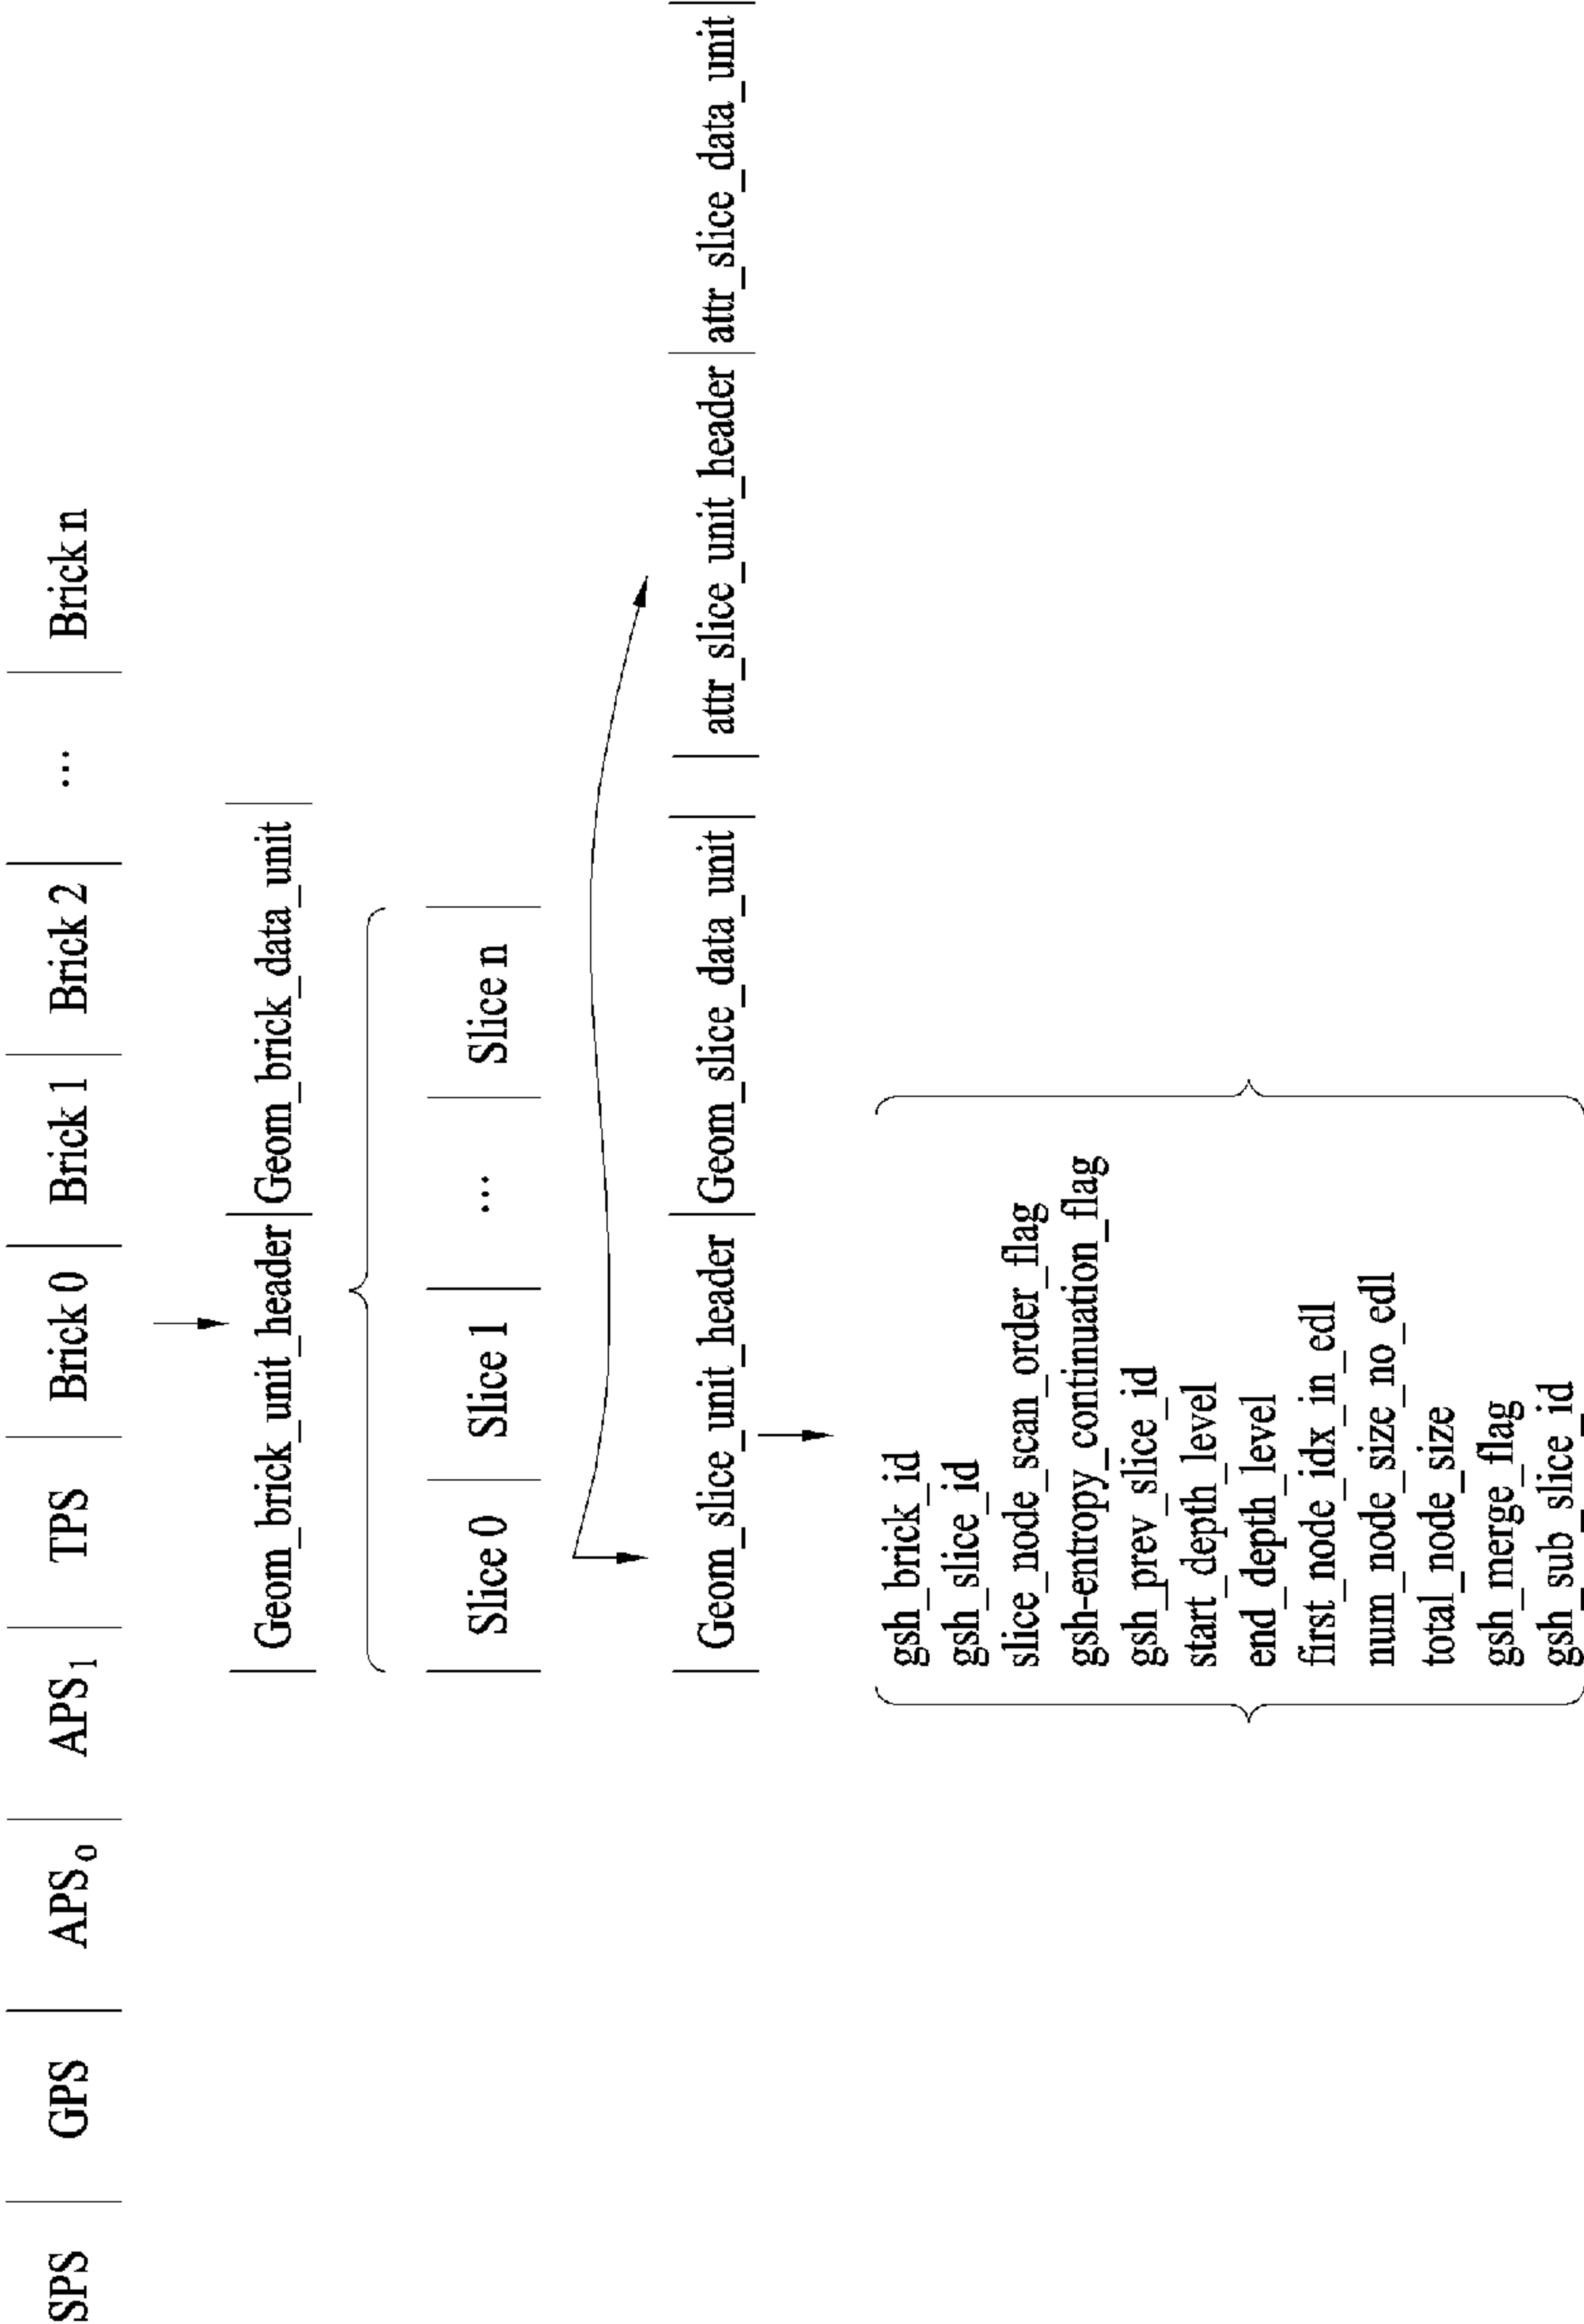 SPS GPS APS0 APS1 TPS Brick 0 Brick 1 Brick 2 ... Brick n
Geom_brick_unit_header Geom_brick_data_unit
Slice 0 Slice 1 ... Slice n
Geom_slice_unit_header Geom_slice_data_unit attr_slice_unit_header attr_slice_data_unit
gsh_brick_id
gsh_slice_id
slice_node_scan_order_flag
gsh-entropy_continuation_flag
gsh_prev_slice_id
start_depth_level
end_depth_level
first_node_idx_in_edl
num_node_size_no_edl
total_node_size
gsh_merge_flag
gsh_sub_slice_id